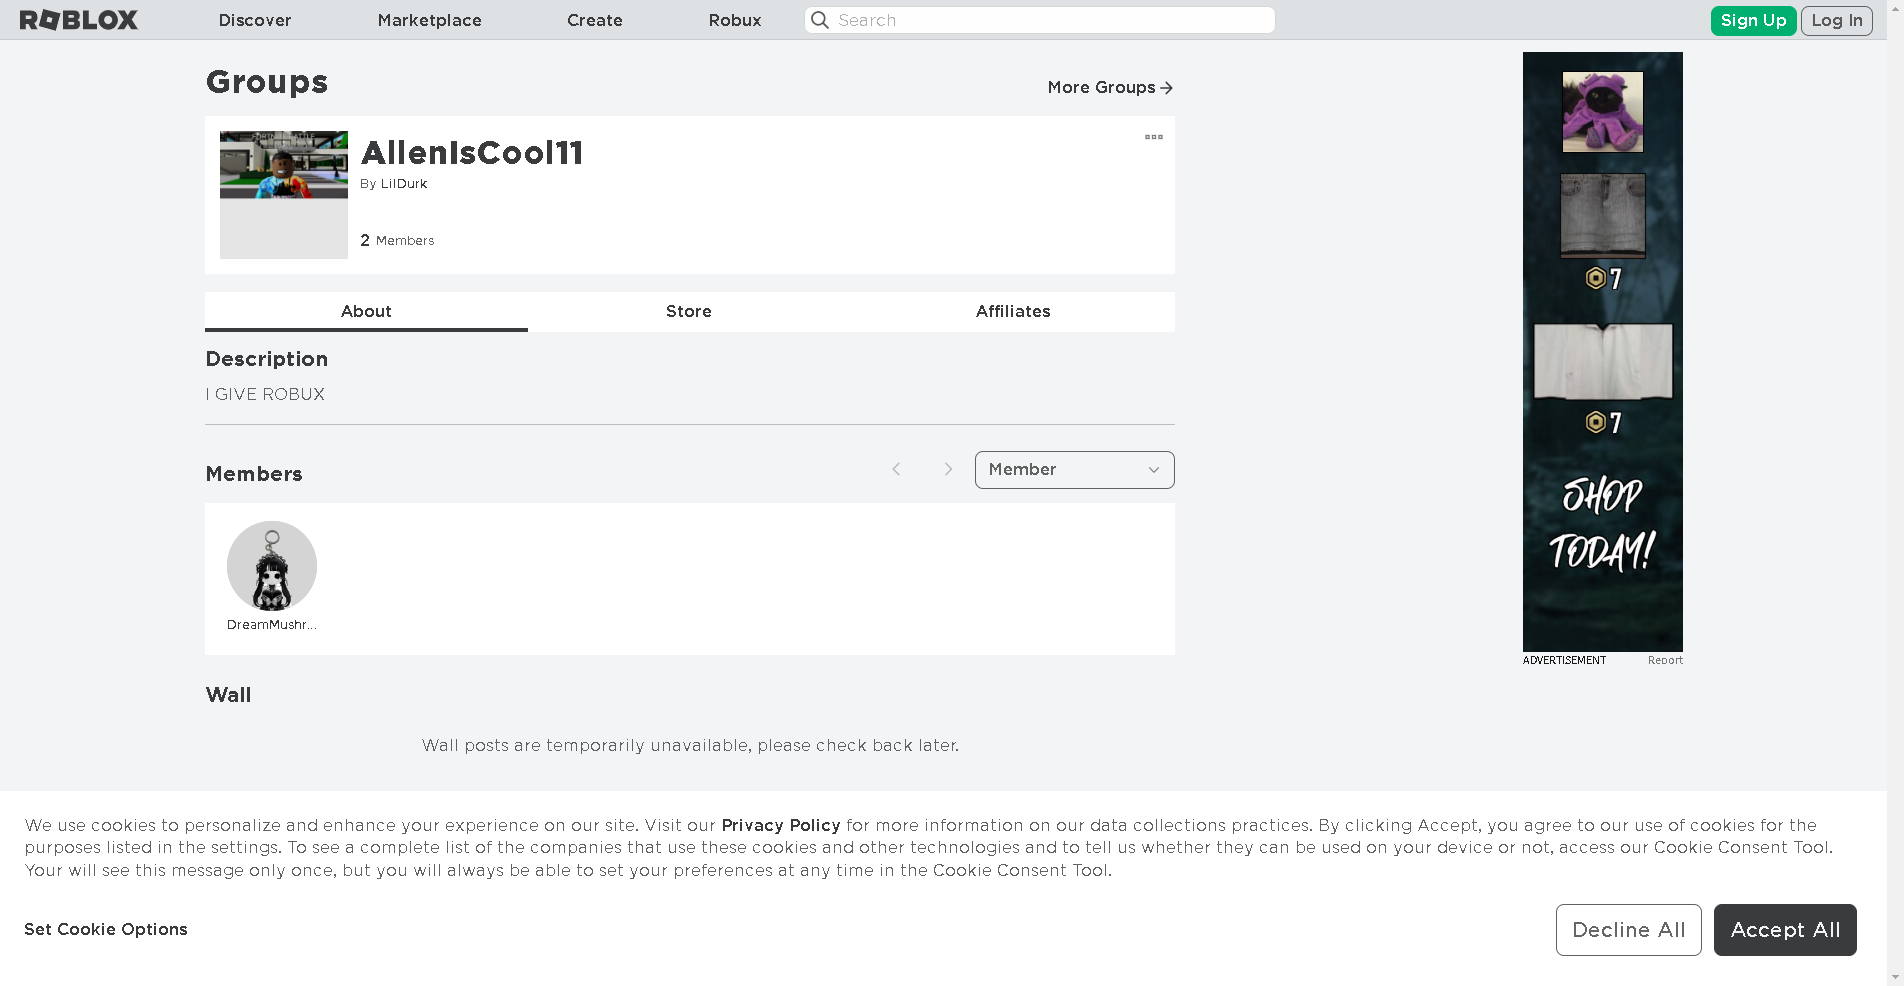 ROBLOX
Discover
Marketplace
Create
Robux
Search
Sign Up
Log In
Groups
More Groups
AllenIsCool11
By LilDurk
2 Members
About
Store
Affiliates
Description
I GIVE ROBUX
Members
Member
DreamMushr...
Wall
Wall posts are temporarily unavailable, please check back later.
7
7
SHOP
TODAY!
ADVERTISEMENT
Report
We use cookies to personalize and enhance your experience on our site. Visit our Privacy Policy for more information on our data collections practices. By clicking Accept, you agree to our use of cookies for the
purposes listed in the settings. To see a complete list of the companies that use these cookies and other technologies and to tell us whether they can be used on your device or not, access our Cookie Consent Tool.
Your will see this message only once, but you will always be able to set your preferences at any time in the Cookie Consent Tool.
Set Cookie Options
Decline All
Accept All